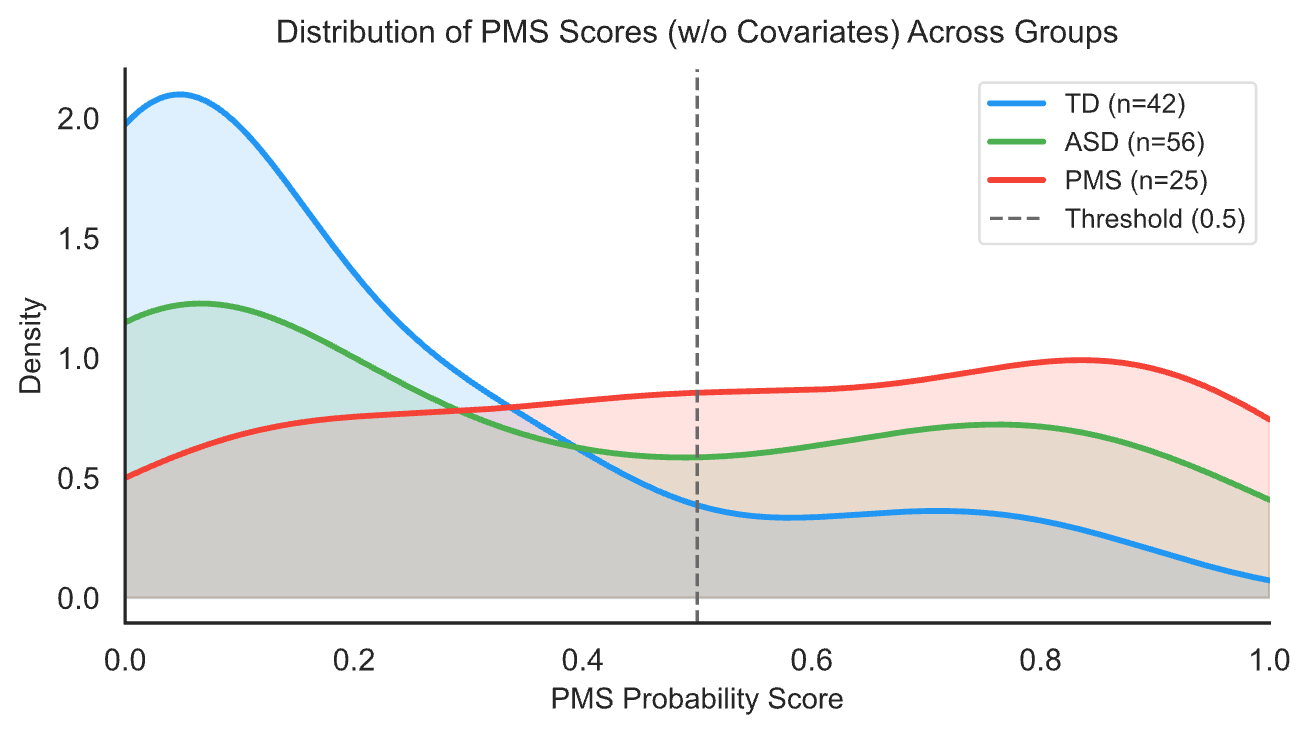 Distribution of PMS Scores (w/o Covariates) Across Groups
TD (n=42)
ASD (n=56)
PMS (n=25)
Threshold (0.5)
Density
2.0
1.5
1.0
0.5
0.0
0.0 0.2 0.4 0.6 0.8 1.0
PMS Probability Score